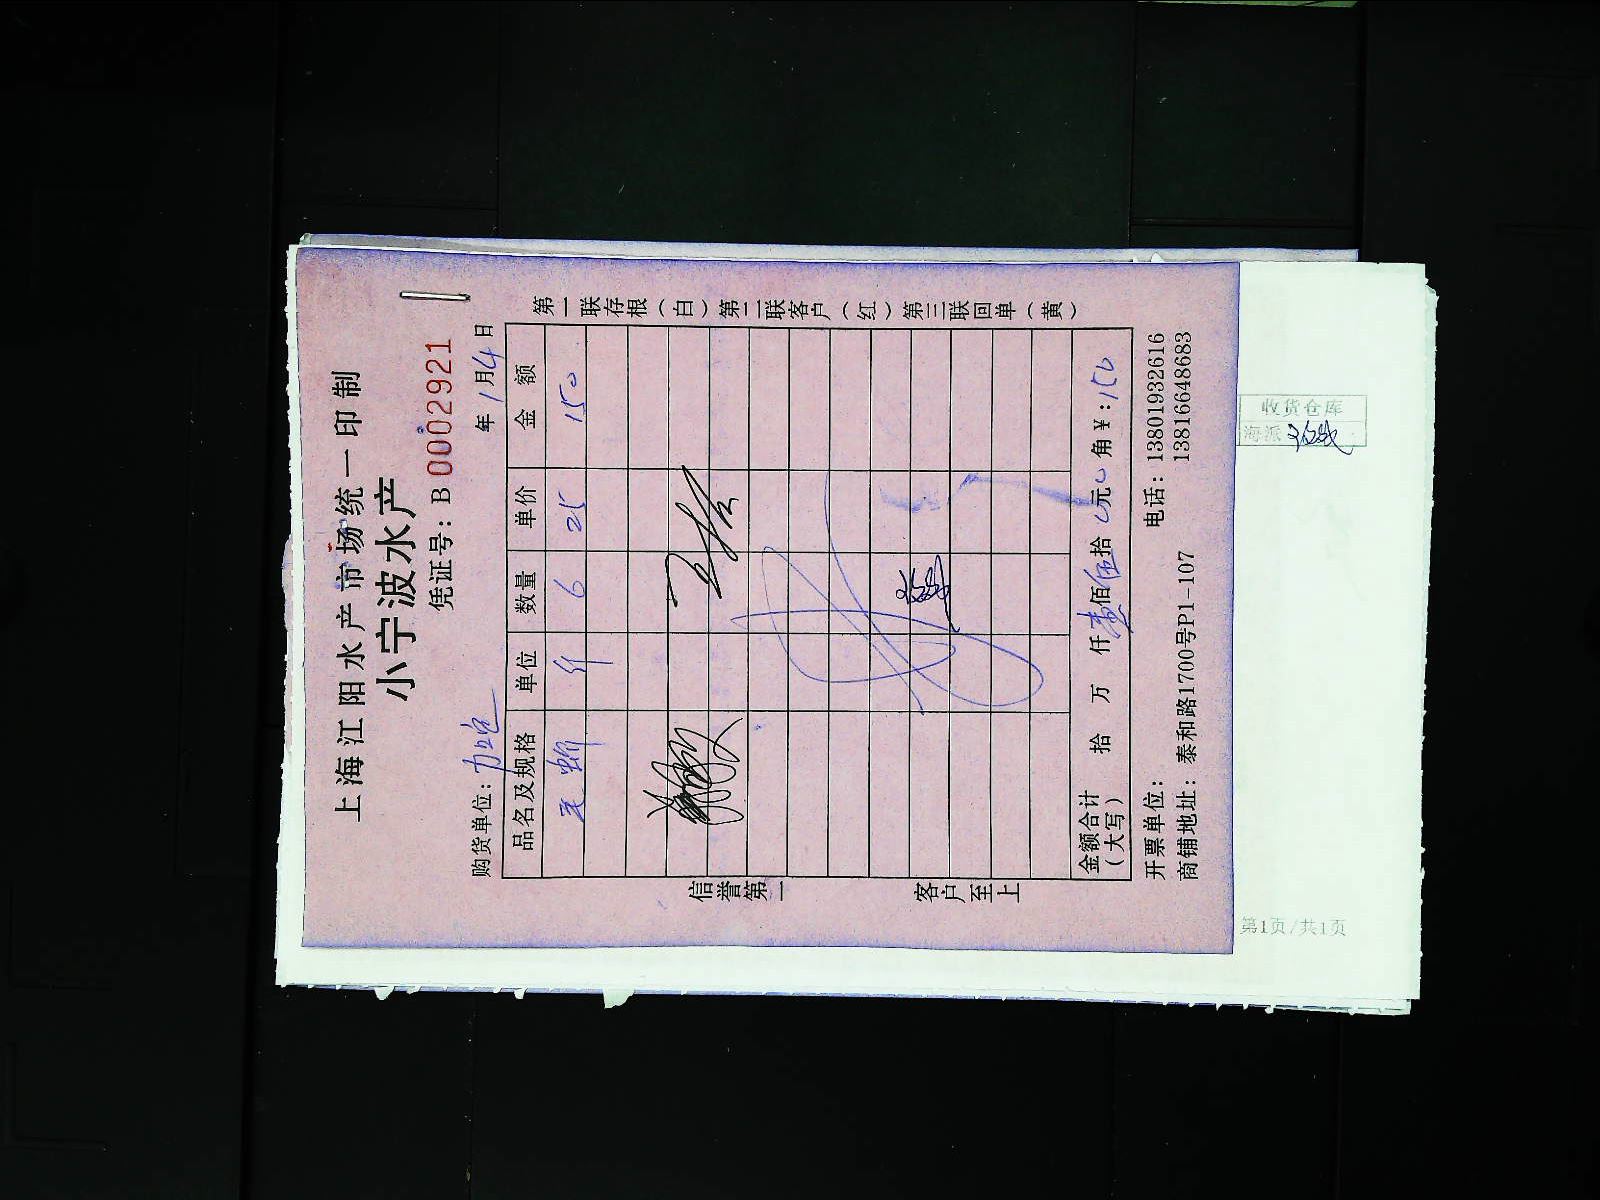 上海江阳水产市场统一印制
小宁波水产
凭证号：B 0002921
购货单位： 年 1 月 4 日
品名及规格 单位 数量 单价 金额
斤 6 25 150
金额合计（大写） 拾 万 仟 壹 佰 伍 拾 元 角 ￥：150
开票单位： 电话：13801932616
商铺地址：泰和路1700号P1-107 13816648683
信誉第一 客户至上
第一联存根（白）第二联客户（红）第三联回单（黄）
收货仓库
海派
第1页/共1页